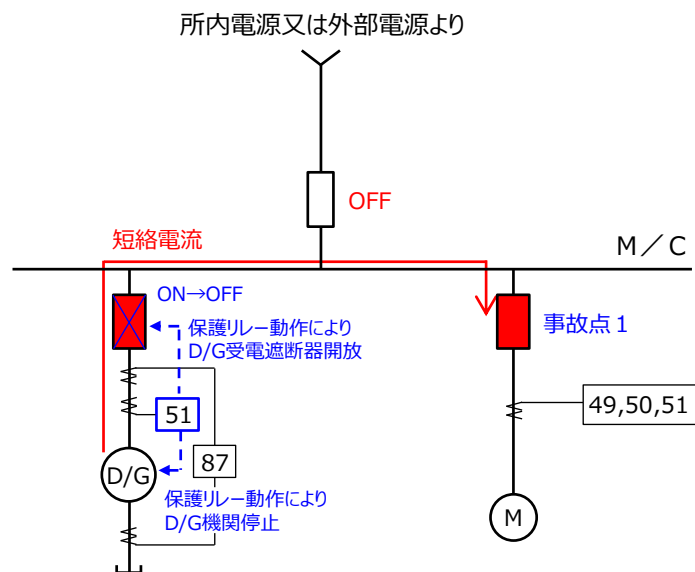 所内電源又は外部電源より
OFF
短絡電流
M/C
ON→OFF
保護リレー動作により
D/G受電遮断器開放
事故点1
51
49,50,51
87
D/G
保護リレー動作により
D/G機関停止
M